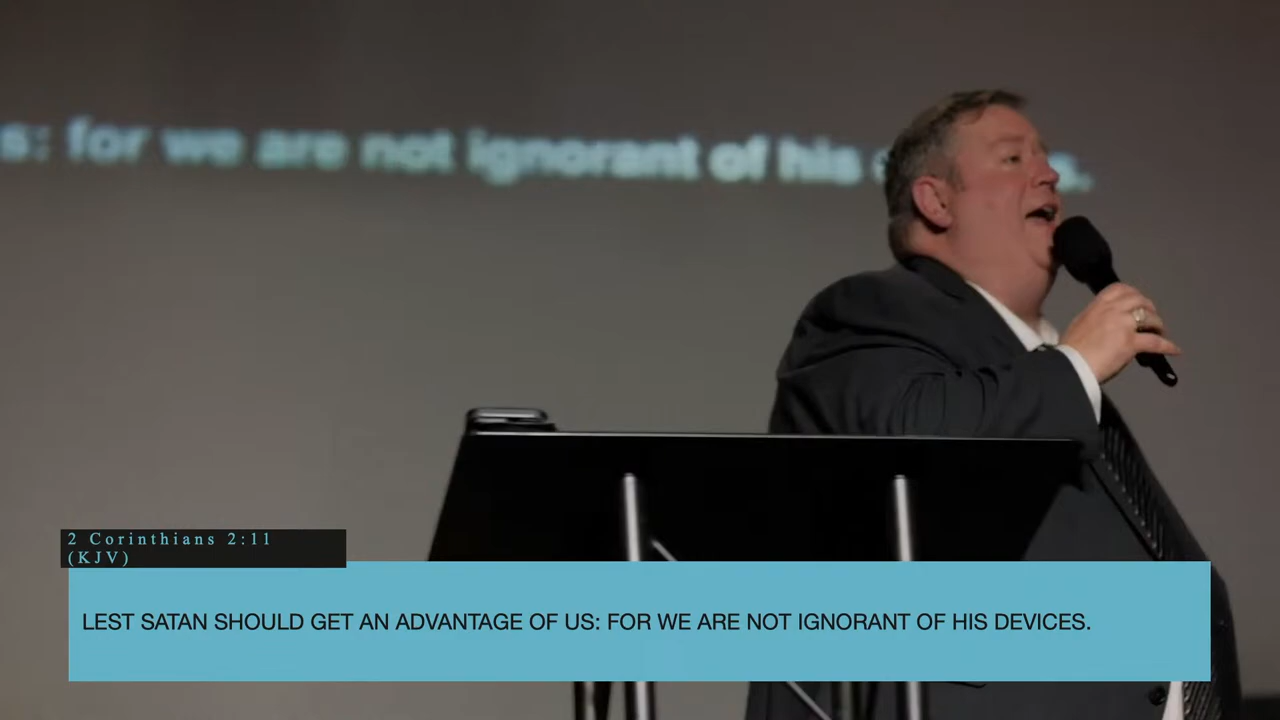 s: for we are not ignorant of his
2 Corinthians 2:11
(KJV)
LEST SATAN SHOULD GET AN ADVANTAGE OF US: FOR WE ARE NOT IGNORANT OF HIS DEVICES.